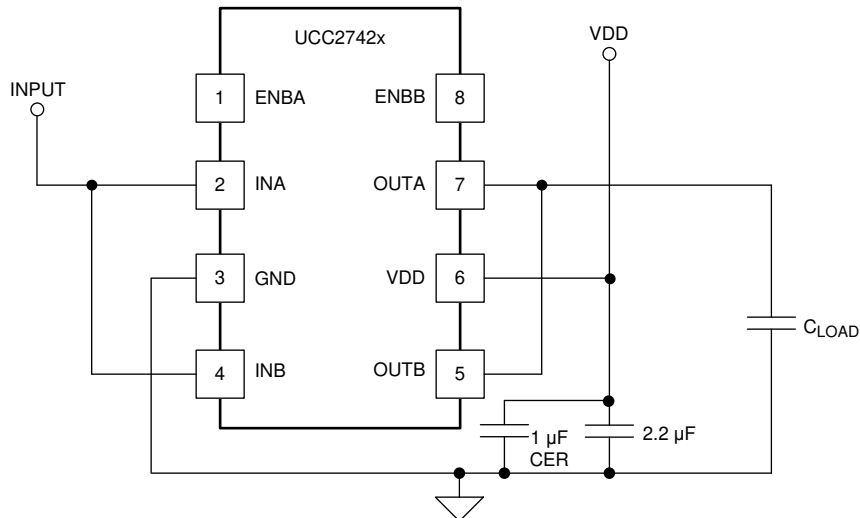 UCC2742x
VDD
INPUT
1 ENBA ENBB 8
2 INA OUTA 7
3 GND VDD 6
CLOAD
4 INB OUTB 5
1 µF
CER
2.2 µF